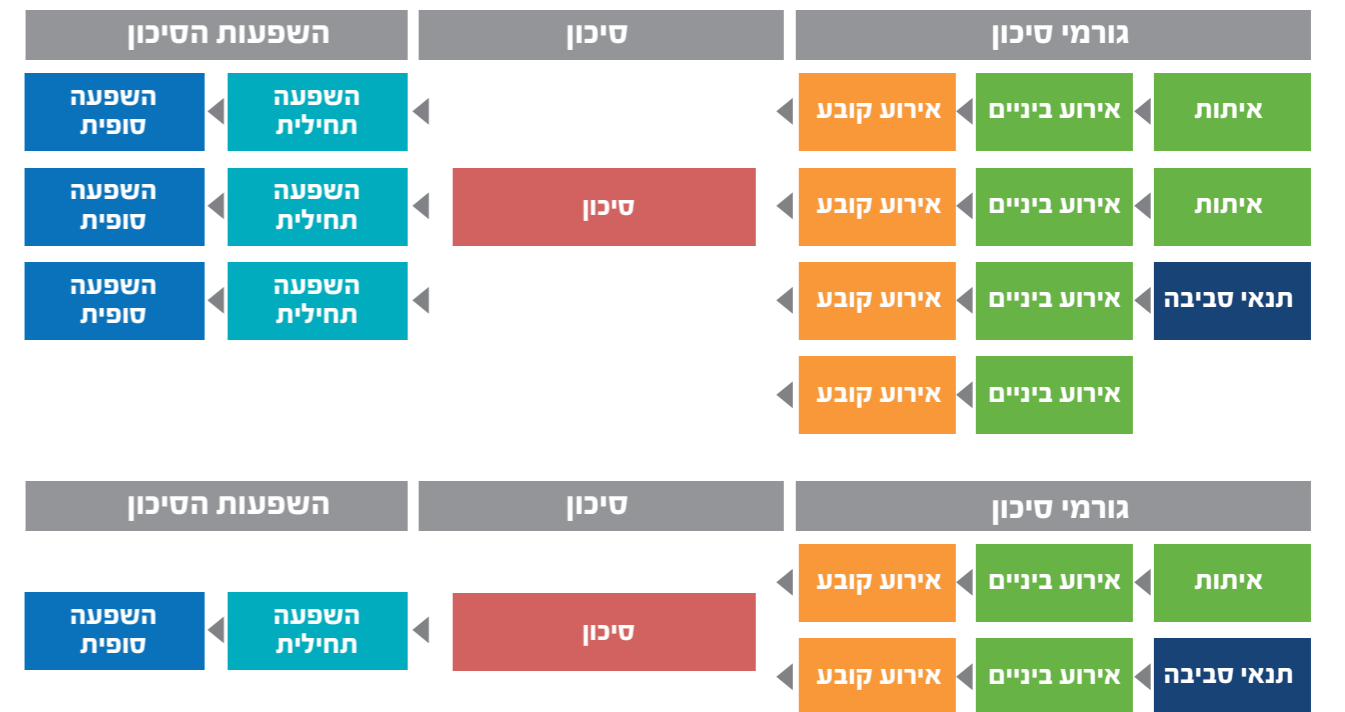 גורמי סיכון
סיכון
השפעות הסיכון
איתות
אירוע ביניים
אירוע קובע
השפעה
תחילית
השפעה
סופית
איתות
אירוע ביניים
אירוע קובע
סיכון
השפעה
תחילית
השפעה
סופית
תנאי סביבה
אירוע ביניים
אירוע קובע
השפעה
תחילית
השפעה
סופית
אירוע ביניים
אירוע קובע
גורמי סיכון
סיכון
השפעות הסיכון
איתות
אירוע ביניים
אירוע קובע
סיכון
השפעה
תחילית
השפעה
סופית
תנאי סביבה
אירוע ביניים
אירוע קובע